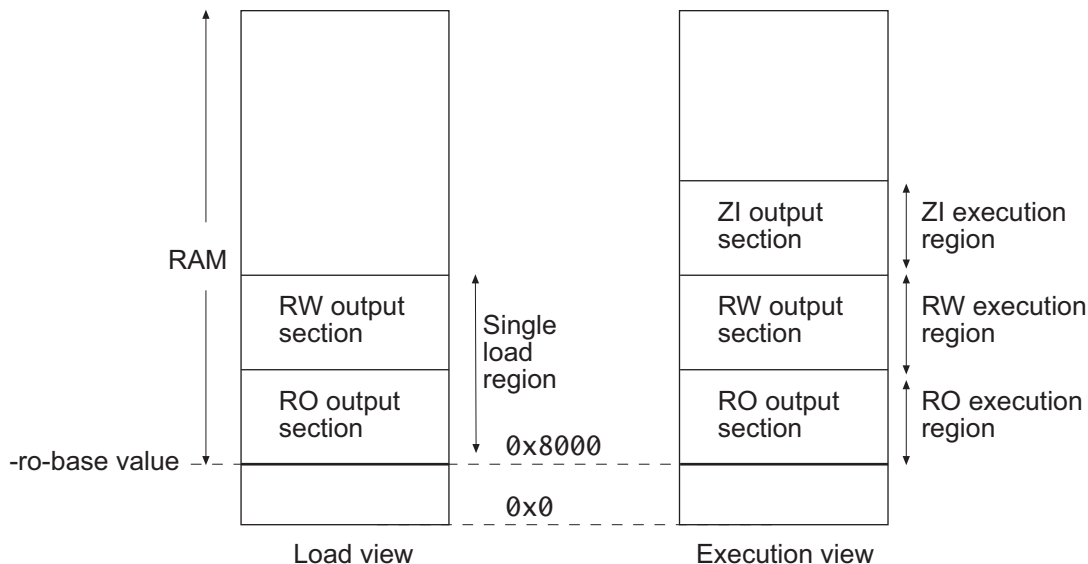 ZI output
section
ZI execution
region
RAM
RW output
section
Single
load
region
RW output
section
RW execution
region
RO output
section
RO output
section
RO execution
region
-ro-base value
0x8000
0x0
Load view
Execution view